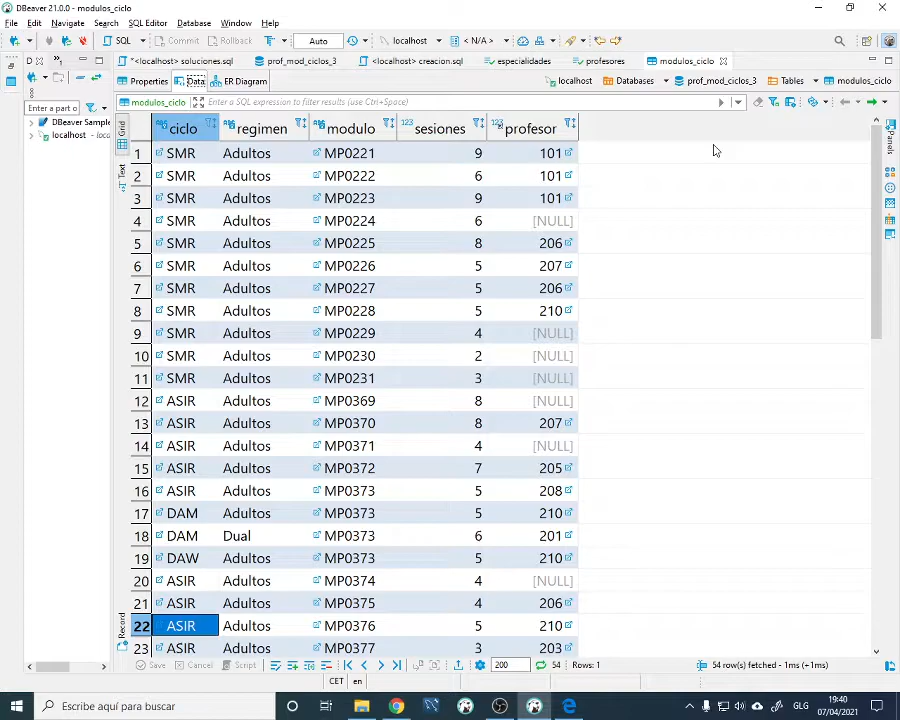 DBeaver 21.0.0 - modulos_ciclo
File Edit Navigate Search SQL Editor Database Window Help
SQL Commit Rollback Auto localhost < N/A >
D *<localhost> soluciones.sql prof_mod_ciclos_3 <localhost> creacion.sql especialidades profesores modulos_ciclo
Properties Data ER Diagram localhost Databases prof_mod_ciclos_3 Tables modulos_ciclo
Enter a part o modulos_ciclo Enter a SQL expression to filter results (use Ctrl+Space)
DBeaver Sample
localhost - loca
Grid
Text
Record
Panels
ciclo regimen modulo 123 sesiones 123 profesor
1 SMR Adultos MP0221 9 101
2 SMR Adultos MP0222 6 101
3 SMR Adultos MP0223 9 101
4 SMR Adultos MP0224 6 [NULL]
5 SMR Adultos MP0225 8 206
6 SMR Adultos MP0226 5 207
7 SMR Adultos MP0227 5 206
8 SMR Adultos MP0228 5 210
9 SMR Adultos MP0229 4 [NULL]
10 SMR Adultos MP0230 2 [NULL]
11 SMR Adultos MP0231 3 [NULL]
12 ASIR Adultos MP0369 8 [NULL]
13 ASIR Adultos MP0370 8 207
14 ASIR Adultos MP0371 4 [NULL]
15 ASIR Adultos MP0372 7 205
16 ASIR Adultos MP0373 5 208
17 DAM Adultos MP0373 5 210
18 DAM Dual MP0373 6 201
19 DAW Adultos MP0373 5 210
20 ASIR Adultos MP0374 4 [NULL]
21 ASIR Adultos MP0375 4 206
22 ASIR Adultos MP0376 5 210
23 ASIR Adultos MP0377 3 203
Save Cancel Script 200 54 Rows: 1 54 row(s) fetched - 1ms (+1ms)
CET en
Escribe aquí para buscar
GLG
19:40
07/04/2021